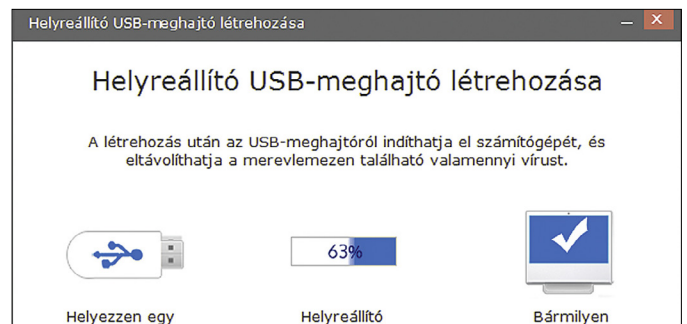 Helyreállító USB-meghajtó létrehozása
Helyreállító USB-meghajtó létrehozása
A létrehozás után az USB-meghajtóról indíthatja el számítógépét, és
eltávolíthatja a merevlemezen található valamennyi vírust.
63%
Helyezzen egy
Helyreállító
Bármilyen